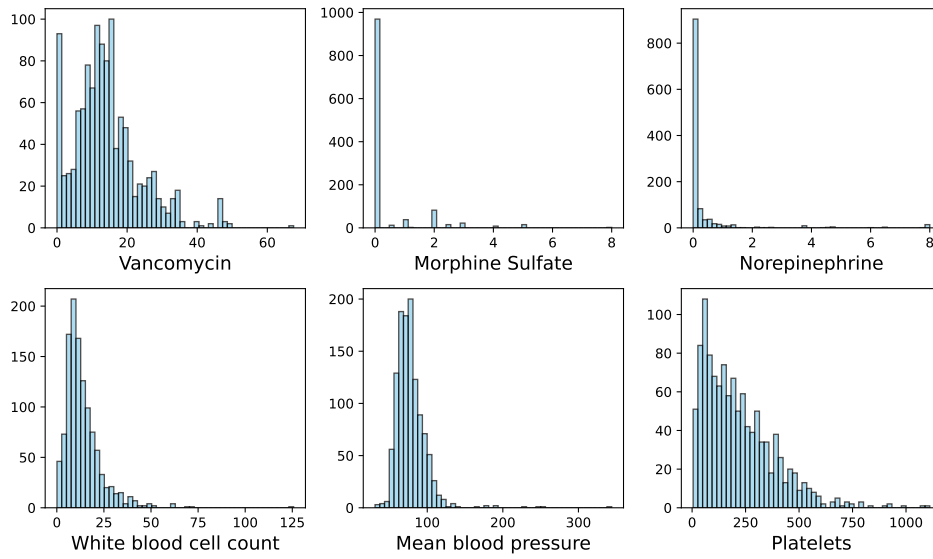 100
80
60
40
20
0
0 20 40 60
Vancomycin
1000
800
600
400
200
0
0 2 4 6 8
Morphine Sulfate
800
600
400
200
0
0 2 4 6 8
Norepinephrine
200
150
100
50
0
0 25 50 75 100 125
White blood cell count
200
150
100
50
0
100 200 300
Mean blood pressure
100
80
60
40
20
0
0 250 500 750 1000
Platelets